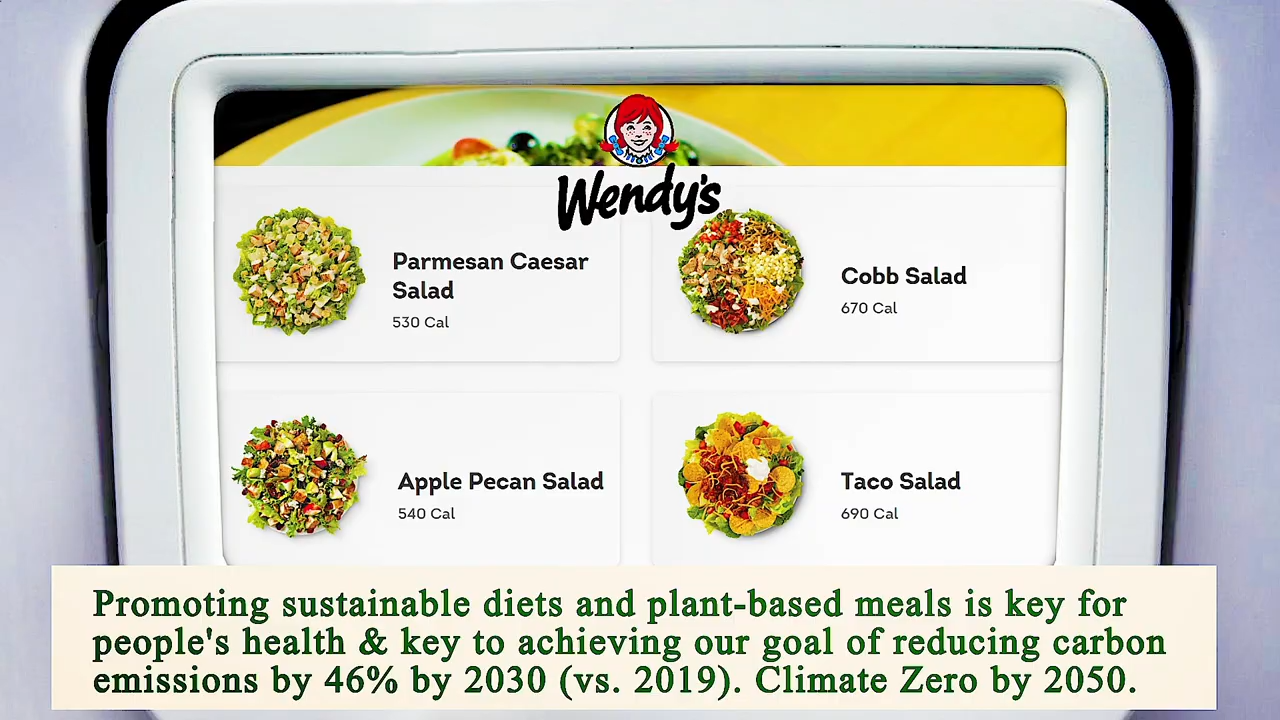 Wendy's
Parmesan Caesar
Salad
530 Cal
Cobb Salad
670 Cal
Apple Pecan Salad
540 Cal
Taco Salad
690 Cal
Promoting sustainable diets and plant-based meals is key for
people's health & key to achieving our goal of reducing carbon
emissions by 46% by 2030 (vs. 2019). Climate Zero by 2050.